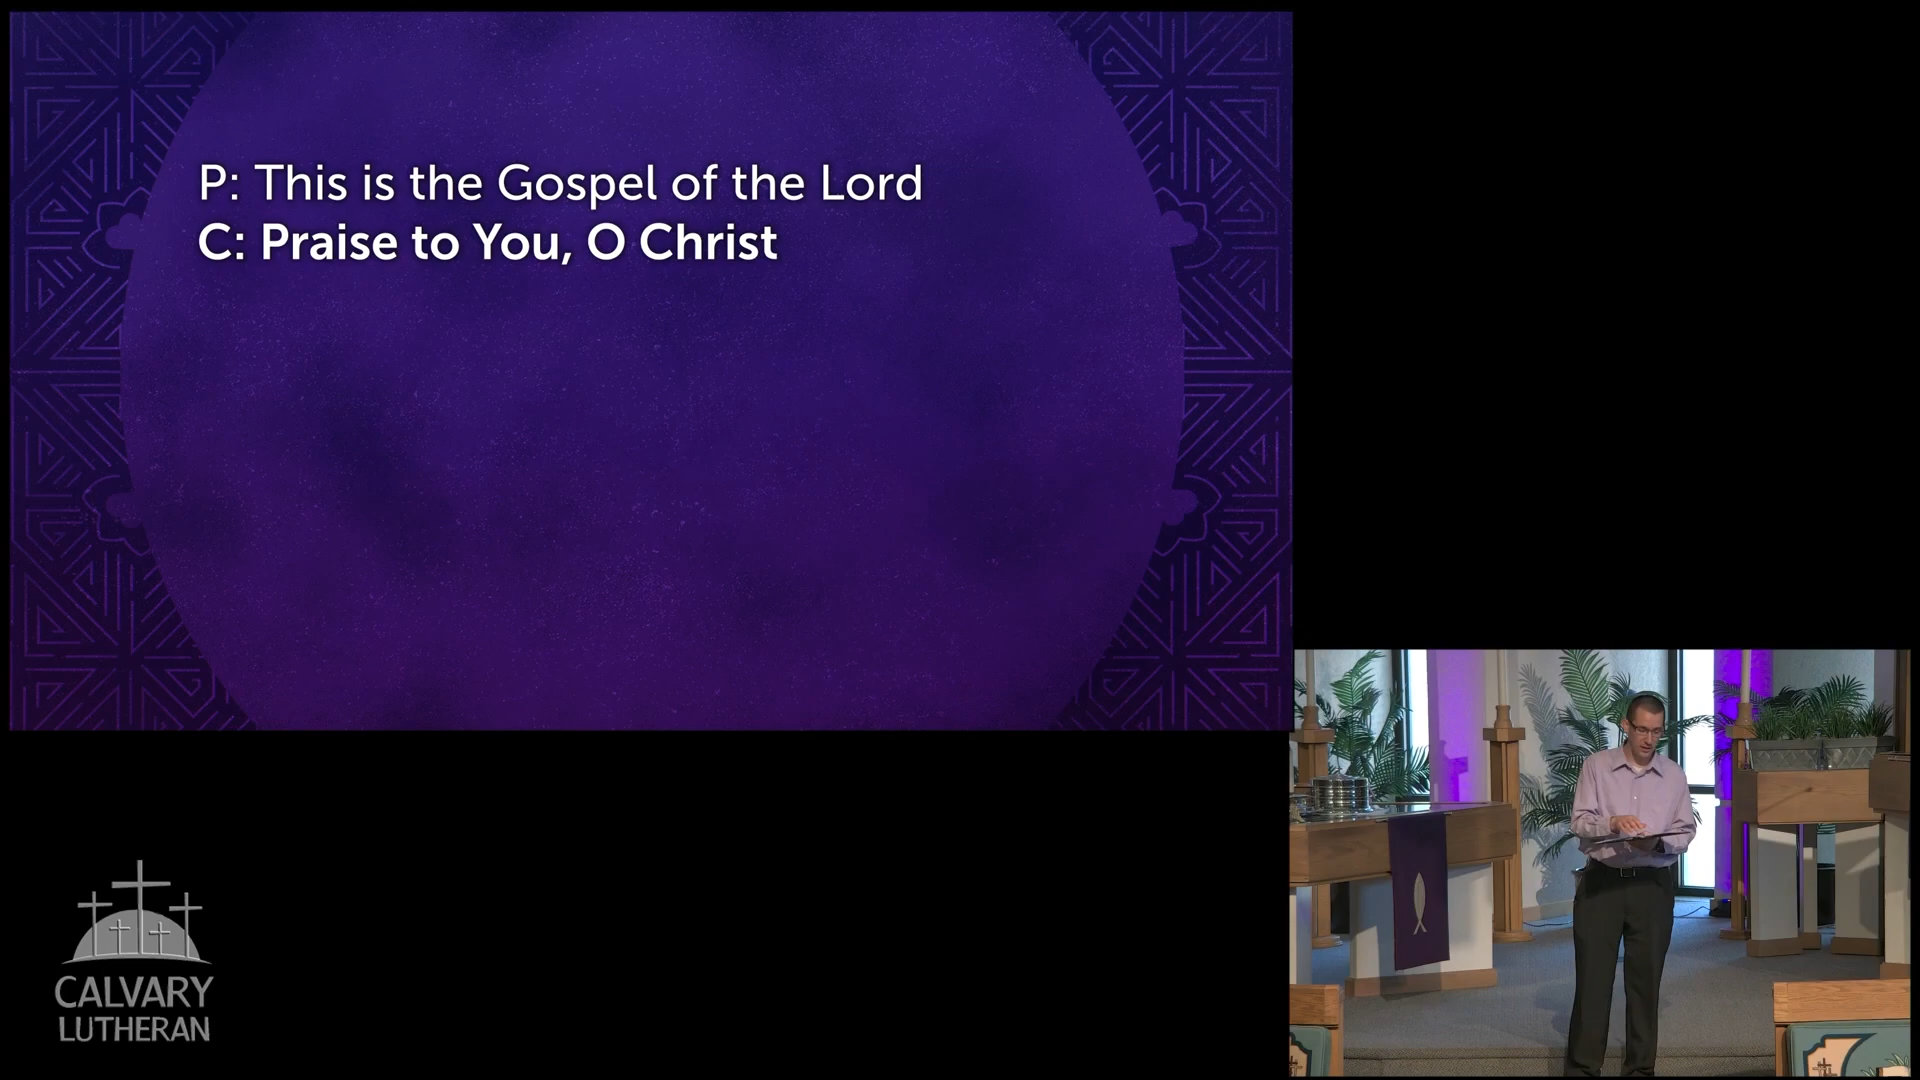 P: This is the Gospel of the Lord
C: Praise to You, O Christ
CALVARY
LUTHERAN